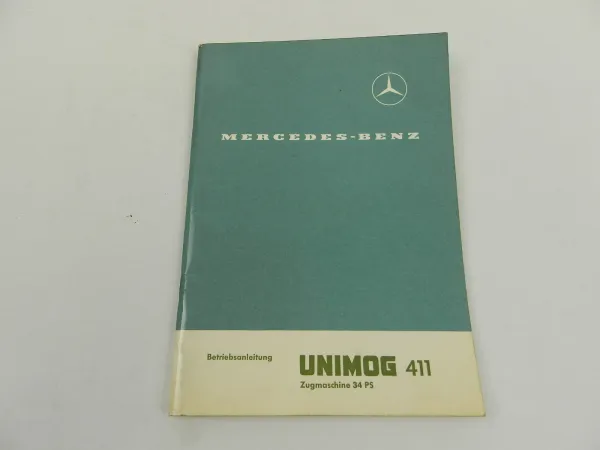 MERCEDES-BENZ
Betriebsanleitung UNIMOG 411
Zugmaschine 34 PS